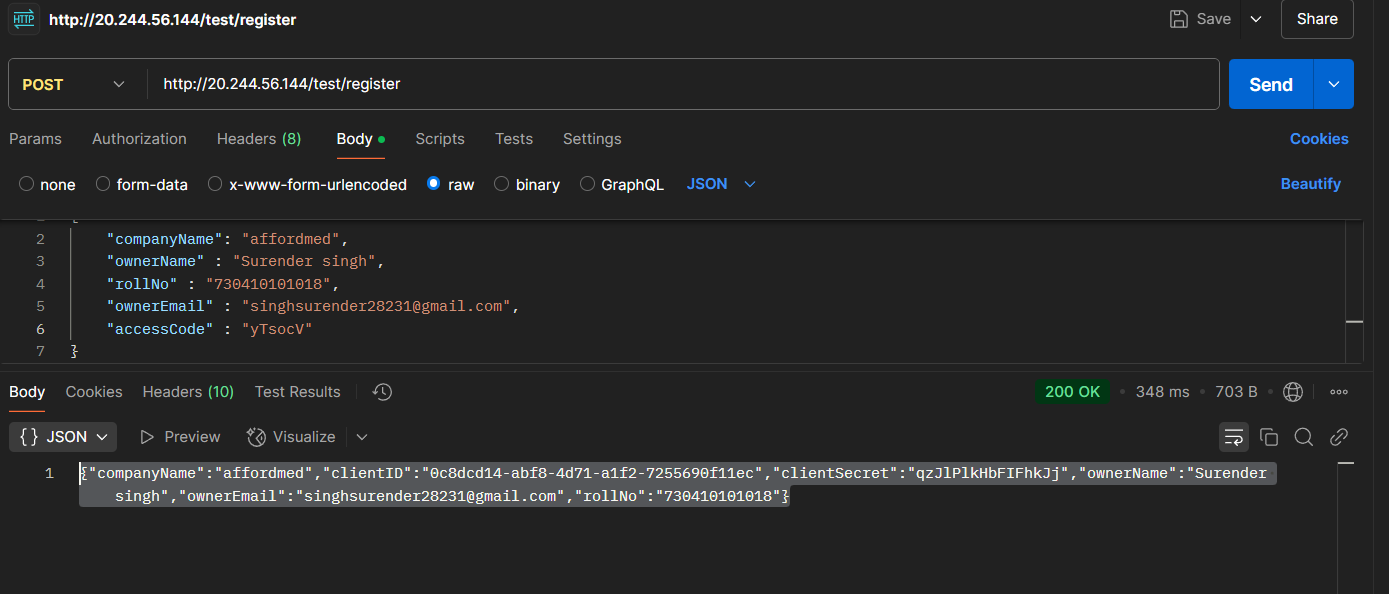 HTTP http://20.244.56.144/test/register Save Share
POST http://20.244.56.144/test/register Send
Params Authorization Headers (8) Body Scripts Tests Settings Cookies
none form-data x-www-form-urlencoded raw binary GraphQL JSON Beautify
2 "companyName": "affordmed",
3 "ownerName" : "Surender singh",
4 "rollNo" : "730410101018",
5 "ownerEmail" : "singhsurender28231@gmail.com",
6 "accessCode" : "yTsocV"
7 }
Body Cookies Headers (10) Test Results 200 OK • 348 ms • 703 B •
{} JSON Preview Visualize
1 {"companyName":"affordmed","clientID":"0c8dcd14-abf8-4d71-a1f2-7255690f11ec","clientSecret":"qzJlPlkHbFIFhkJj","ownerName":"Surender
singh","ownerEmail":"singhsurender28231@gmail.com","rollNo":"730410101018"}